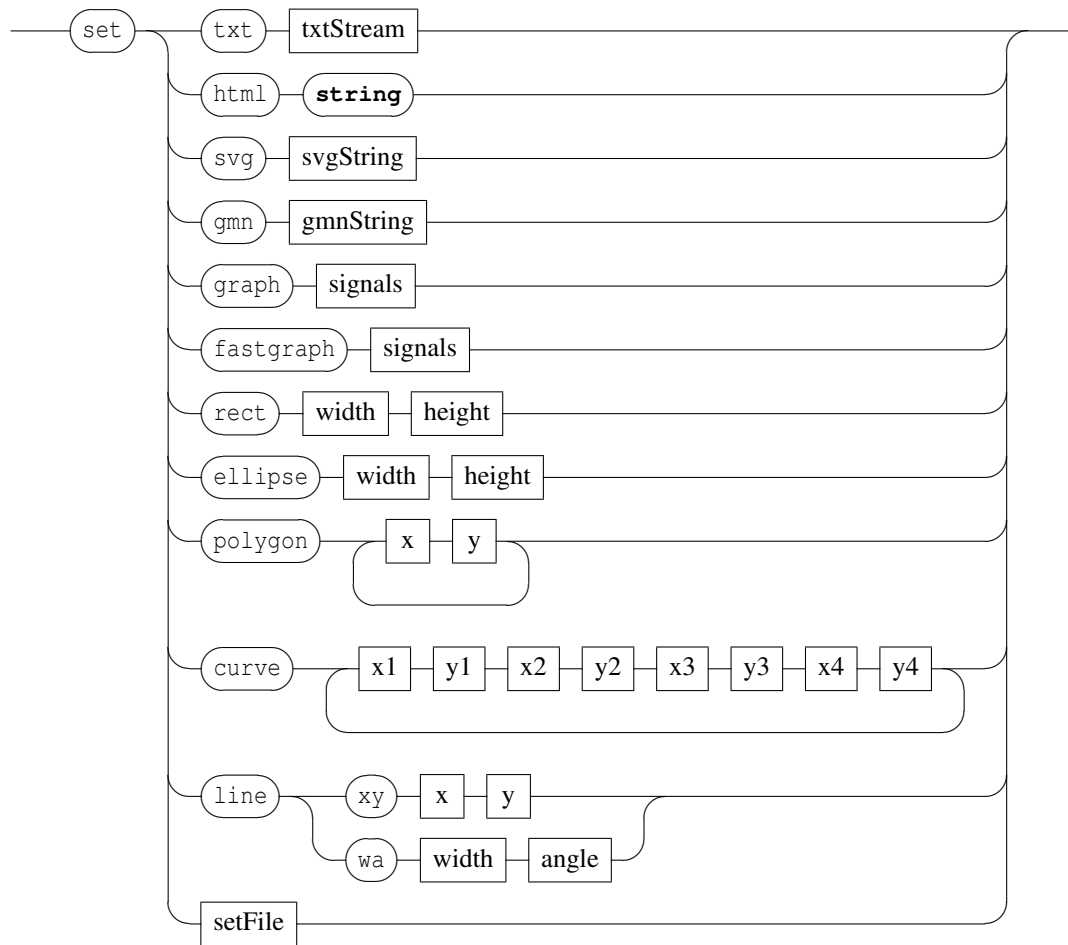 set txt txtStream
html string
svg svgString
gmn gmnString
graph signals
fastgraph signals
rect width height
ellipse width height
polygon x y
curve x1 y1 x2 y2 x3 y3 x4 y4
line xy x y
wa width angle
setFile